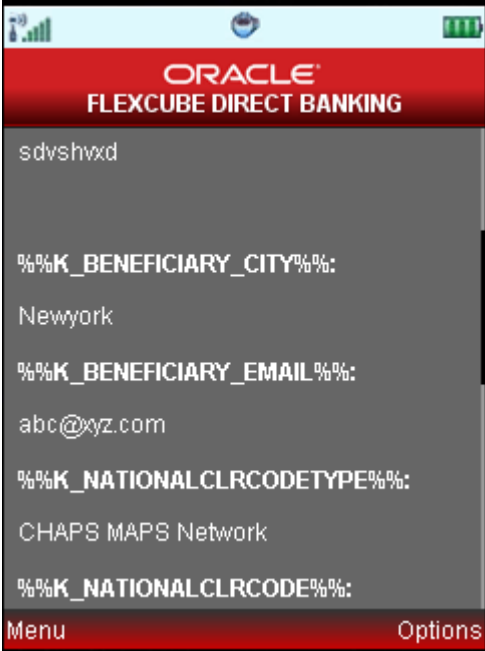 ORACLE®
FLEXCUBE DIRECT BANKING
sdvshvxd
%%K_BENEFICIARY_CITY%%:
Newyork
%%K_BENEFICIARY_EMAIL%%:
abc@xyz.com
%%K_NATIONALCLRCODETYPE%%:
CHAPS MAPS Network
%%K_NATIONALCLRCODE%%:
Menu Options